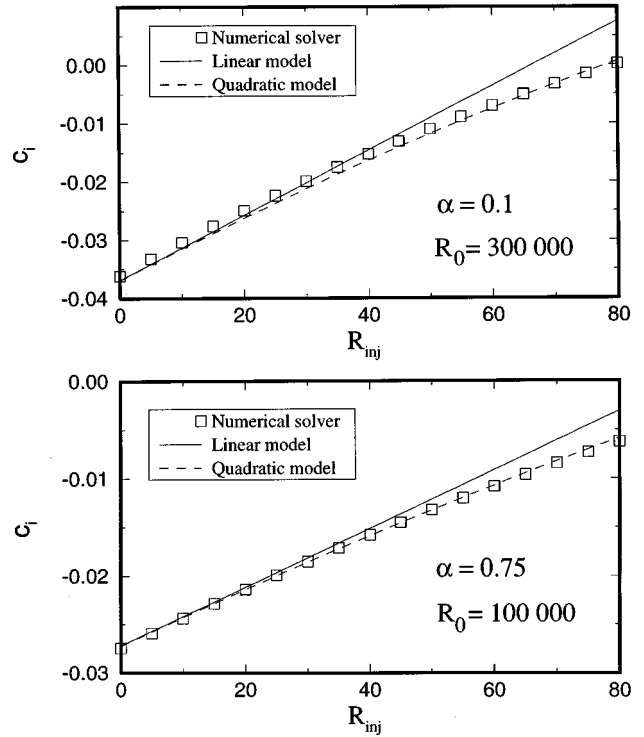 0.00
-0.01
-0.02
-0.03
-0.04
c_i
Numerical solver
Linear model
Quadratic model
α = 0.1
R_0 = 300 000
0 20 40 60 80
R_inj
0.00
-0.01
-0.02
-0.03
c_i
Numerical solver
Linear model
Quadratic model
α = 0.75
R_0 = 100 000
0 20 40 60 80
R_inj